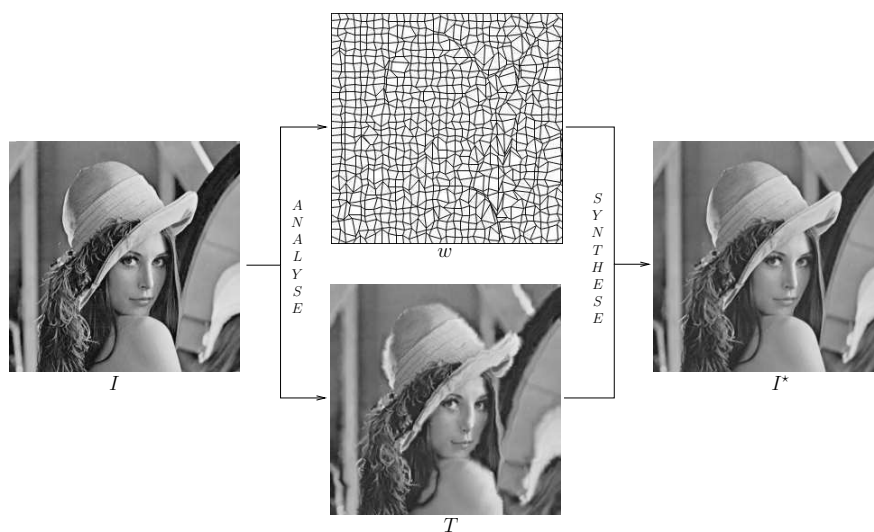 I
ANALYSE
w
T
SYNTHESE
I*